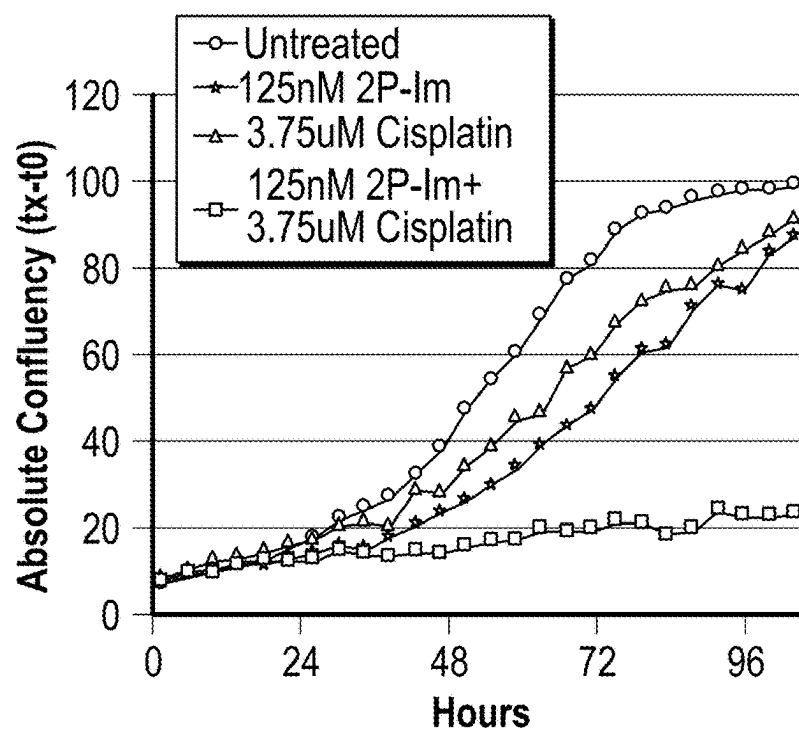 Untreated
125nM 2P-Im
3.75uM Cisplatin
125nM 2P-Im+
3.75uM Cisplatin
Absolute Confluency (tx-t0)
120
100
80
60
40
20
0
0 24 48 72 96
Hours